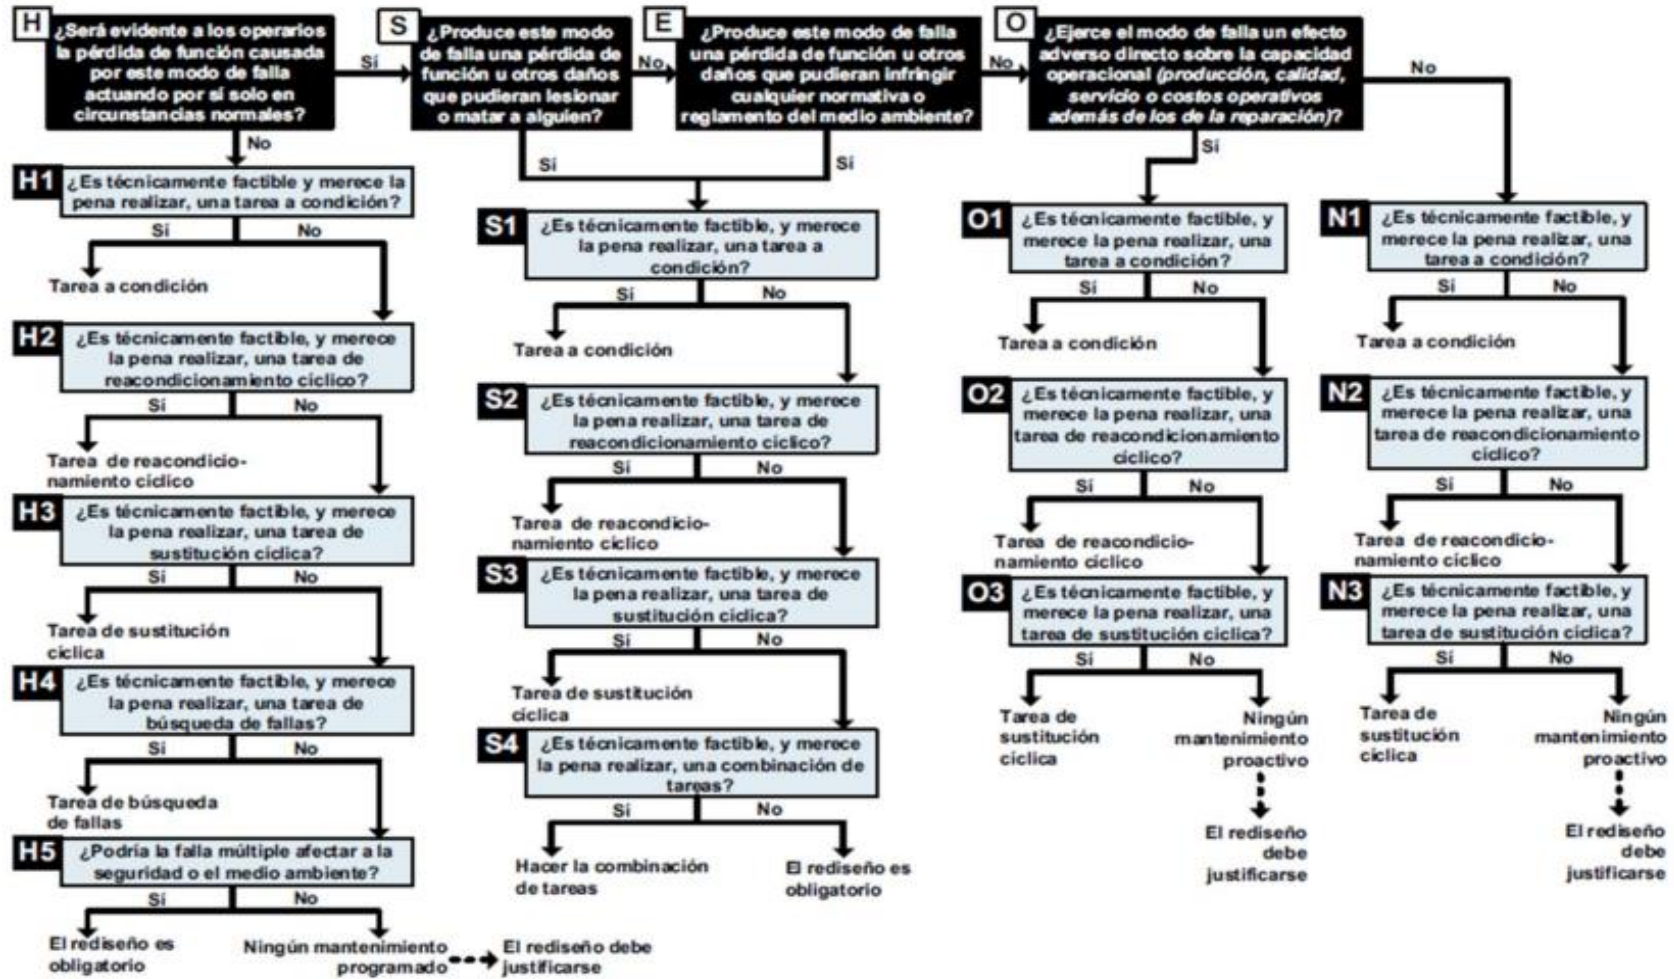 H
¿Será evidente a los operarios
la pérdida de función causada
por este modo de falla
actuando por sí solo en
circunstancias normales?
Sí
S
¿Produce este modo
de falla una pérdida de
función u otros daños
que pudieran lesionar
o matar a alguien?
No
E
¿Produce este modo de falla
una pérdida de función u otros
daños que pudieran infringir
cualquier normativa o
reglamento del medio ambiente?
No
O
¿Ejerce el modo de falla un efecto
adverso directo sobre la capacidad
operacional (producción, calidad,
servicio o costos operativos
además de los de la reparación)?
No
No
Sí
Sí
Sí
H1
¿Es técnicamente factible y merece la
pena realizar, una tarea a condición?
Sí
No
Tarea a condición
H2
¿Es técnicamente factible, y merece
la pena realizar, una tarea de
reacondicionamiento cíclico?
Sí
No
Tarea de reacondicio-
namiento cíclico
H3
¿Es técnicamente factible, y merece
la pena realizar, una tarea de
sustitución cíclica?
Sí
No
Tarea de sustitución
cíclica
H4
¿Es técnicamente factible, y merece
la pena realizar, una tarea de
búsqueda de fallas?
Sí
No
Tarea de búsqueda
de fallas
H5
¿Podría la falla múltiple afectar a la
seguridad o el medio ambiente?
Sí
No
El rediseño es
obligatorio
Ningún mantenimiento
programado
El rediseño debe
justificarse
S1
¿Es técnicamente factible, y merece
la pena realizar, una tarea a
condición?
Sí
No
Tarea a condición
S2
¿Es técnicamente factible, y merece
la pena realizar, una tarea de
reacondicionamiento cíclico?
Sí
No
Tarea de reacondicio-
namiento cíclico
S3
¿Es técnicamente factible, y merece
la pena realizar, una tarea de
sustitución cíclica?
Sí
No
Tarea de sustitución
cíclica
S4
¿Es técnicamente factible, y merece
la pena realizar, una combinación de
tareas?
Sí
No
Hacer la combinación
de tareas
El rediseño es
obligatorio
O1
¿Es técnicamente factible, y
merece la pena realizar, una
tarea a condición?
Sí
No
Tarea a condición
O2
¿Es técnicamente factible, y
merece la pena realizar, una
tarea de reacondicionamiento
cíclico?
Sí
No
Tarea de reacondicio-
namiento cíclico
O3
¿Es técnicamente factible, y
merece la pena realizar, una
tarea de sustitución cíclica?
Sí
No
Tarea de
sustitución
cíclica
Ningún
mantenimiento
proactivo
El rediseño
debe
justificarse
N1
¿Es técnicamente factible, y
merece la pena realizar, una
tarea a condición?
Sí
No
Tarea a condición
N2
¿Es técnicamente factible, y
merece la pena realizar, una
tarea de reacondicionamiento
cíclico?
Sí
No
Tarea de reacondicio-
namiento cíclico
N3
¿Es técnicamente factible, y
merece la pena realizar, una
tarea de sustitución cíclica?
Sí
No
Tarea de
sustitución
cíclica
Ningún
mantenimiento
proactivo
El rediseño
debe
justificarse